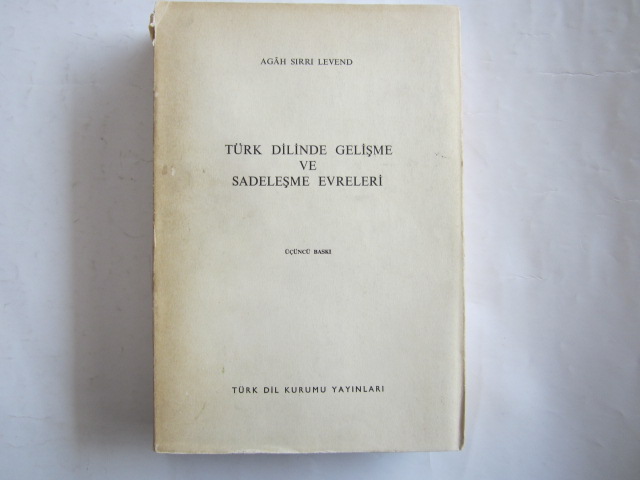 AGÂH SIRRI LEVEND
TÜRK DİLİNDE GELİŞME
VE
SADELEŞME EVRELERİ
ÜÇÜNCÜ BASKI
TÜRK DİL KURUMU YAYINLARI